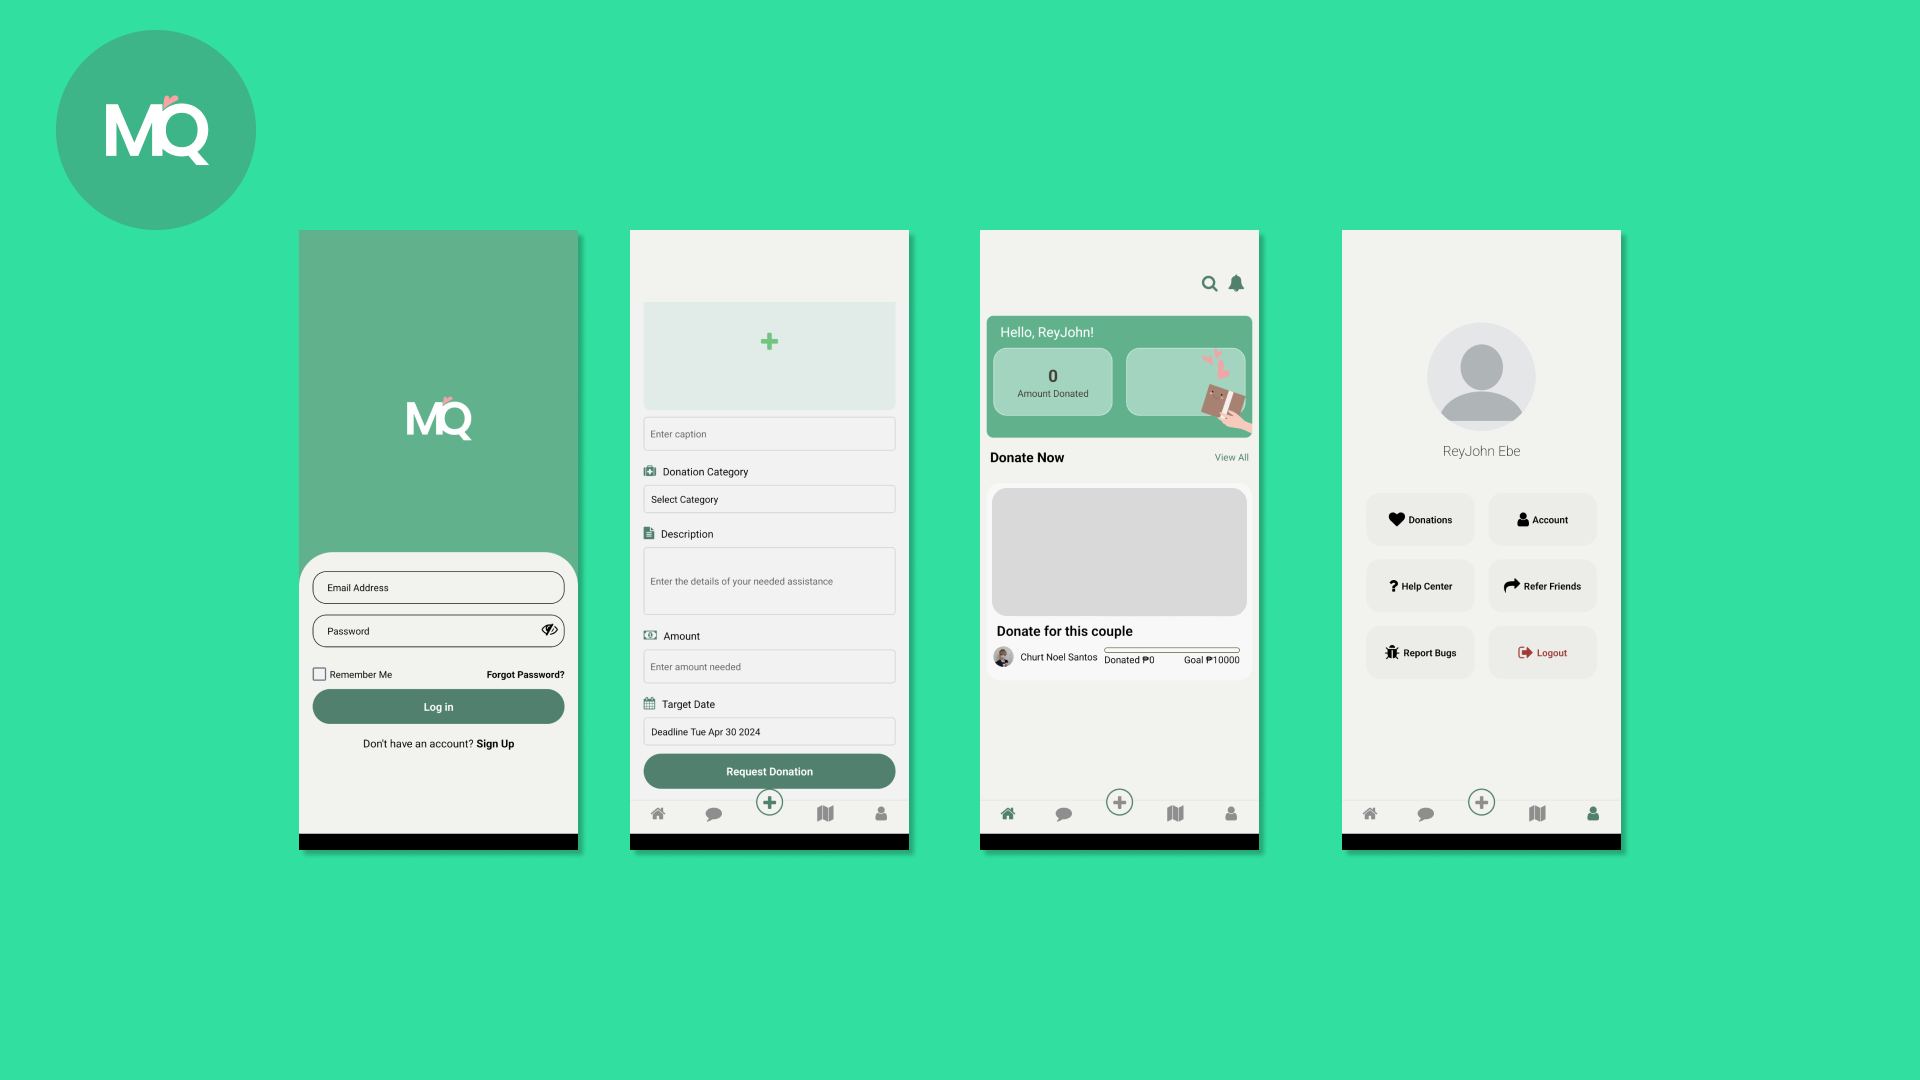 MQ
MQ
Email Address
Password
Remember Me
Forgot Password?
Log in
Don't have an account? Sign Up
Enter caption
Donation Category
Select Category
Description
Enter the details of your needed assistance
Amount
Enter amount needed
Target Date
Deadline Tue Apr 30 2024
Request Donation
Hello, ReyJohn!
0
Amount Donated
Donate Now
View All
Donate for this couple
Churt Noel Santos
Donated ₱0
Goal ₱10000
ReyJohn Ebe
Donations
Account
Help Center
Refer Friends
Report Bugs
Logout